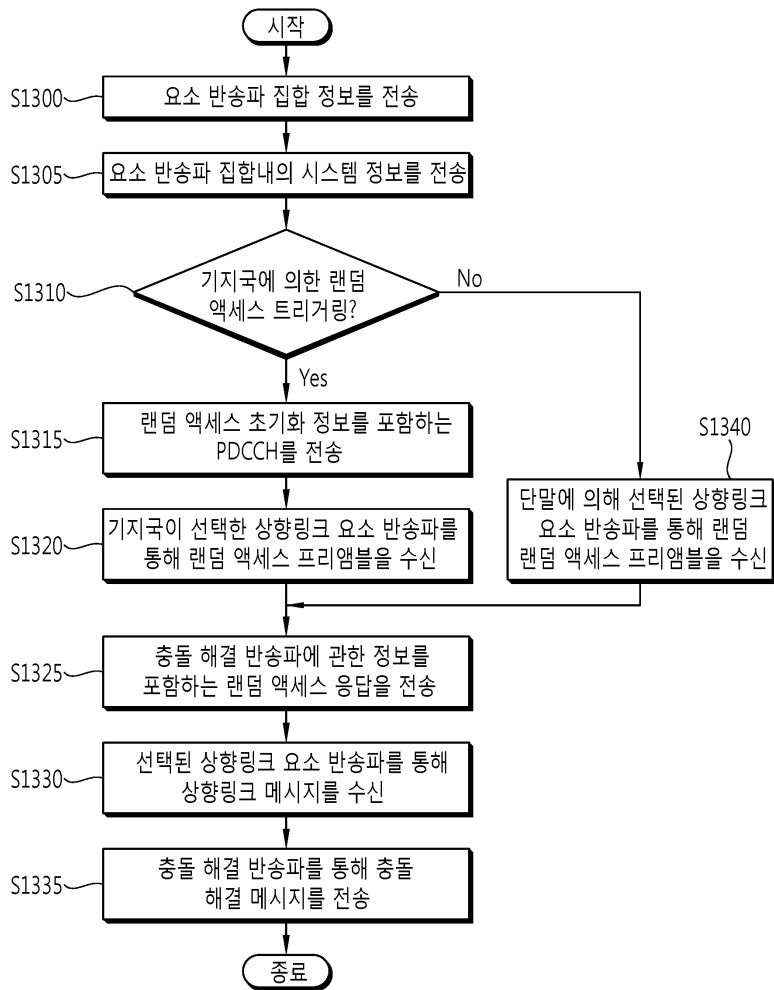 시작
S1300
요소 반송파 집합 정보를 전송
S1305
요소 반송파 집합내의 시스템 정보를 전송
S1310
기지국에 의한 랜덤
액세스 트리거링?
No
Yes
S1315
랜덤 액세스 초기화 정보를 포함하는
PDCCH를 전송
S1340
단말에 의해 선택된 상향링크
요소 반송파를 통해 랜덤
랜덤 액세스 프리앰블을 수신
S1320
기지국이 선택한 상향링크 요소 반송파를
통해 랜덤 액세스 프리앰블을 수신
S1325
충돌 해결 반송파에 관한 정보를
포함하는 랜덤 액세스 응답을 전송
S1330
선택된 상향링크 요소 반송파를 통해
상향링크 메시지를 수신
S1335
충돌 해결 반송파를 통해 충돌
해결 메시지를 전송
종료